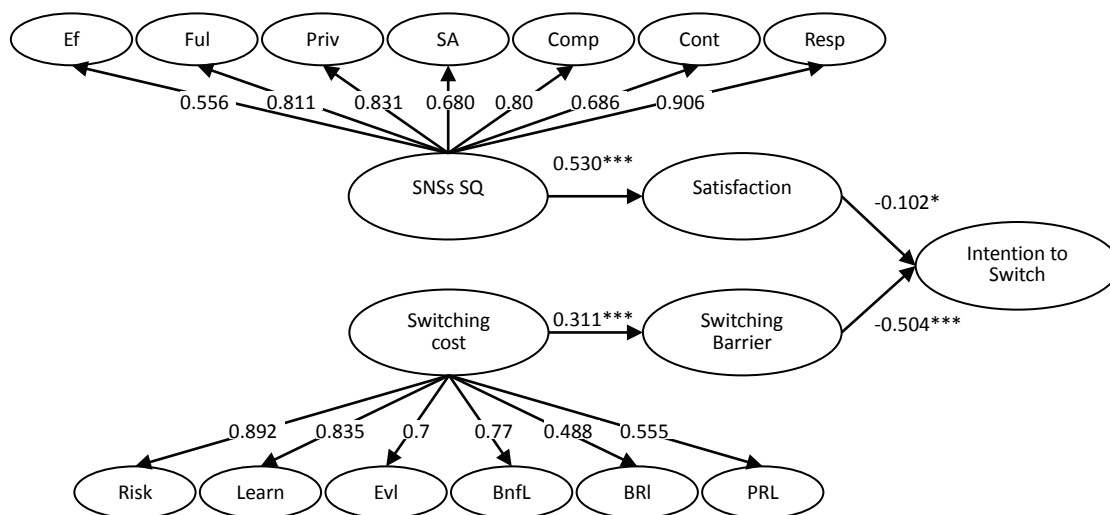 Ef
Ful
Priv
SA
Comp
Cont
Resp
0.556
0.811
0.831
0.680
0.80
0.686
0.906
SNSs SQ
0.530***
Satisfaction
-0.102*
Intention to
Switch
Switching
cost
0.311***
Switching
Barrier
-0.504***
0.892
0.835
0.7
0.77
0.488
0.555
Risk
Learn
Evl
BnfL
BRl
PRL